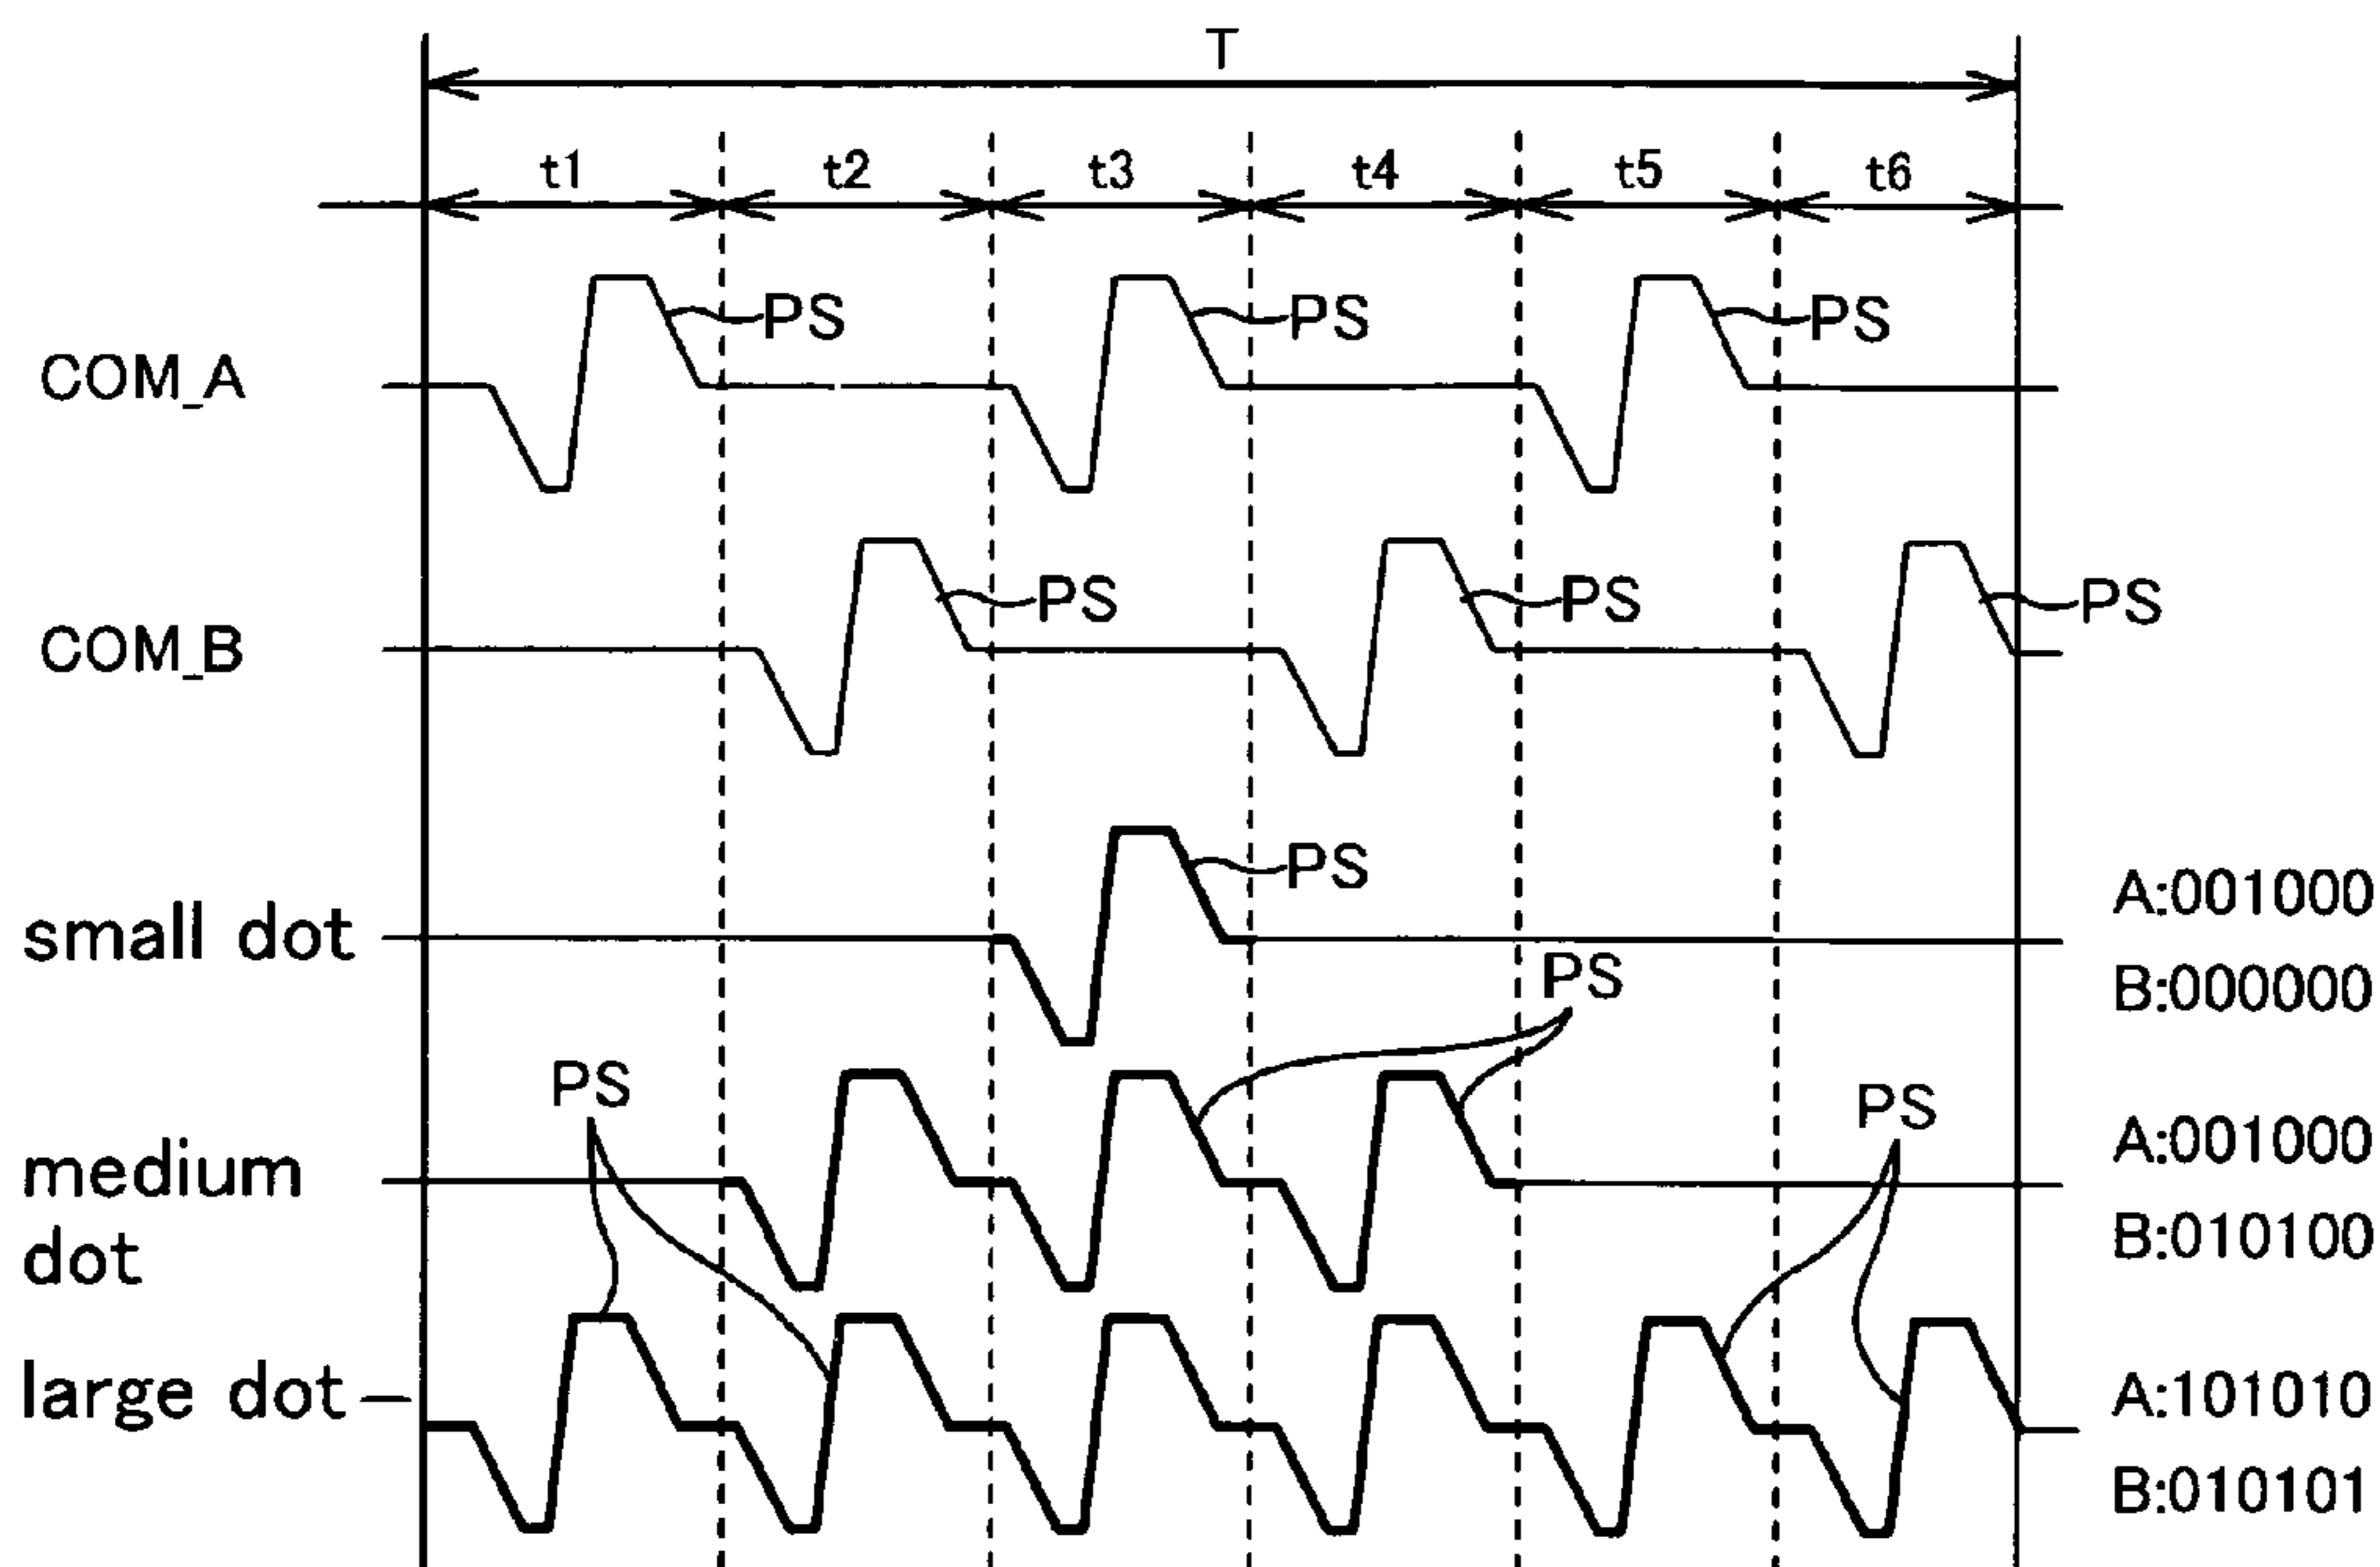 T
t1 t2 t3 t4 t5 t6
PS PS PS
COM_A
PS PS PS
COM_B
PS
A:001000
small dot
B:000000
PS
PS
PS
A:001000
medium
dot
B:010100
large dot
A:101010
B:010101